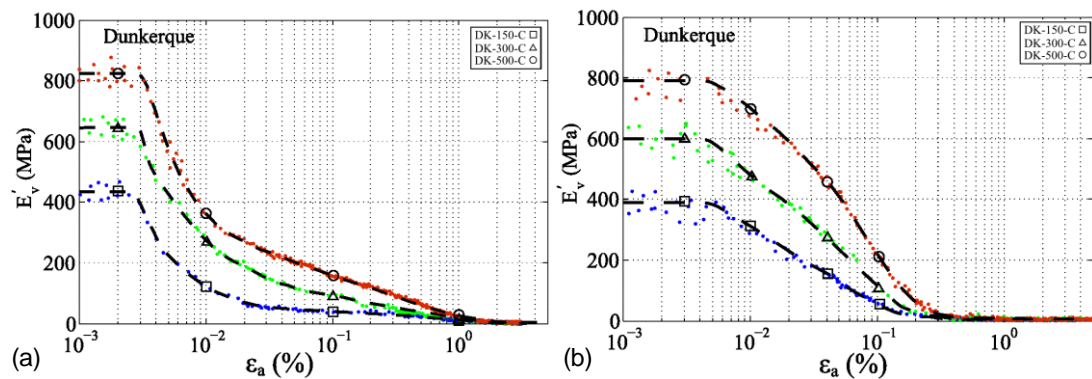 Dunkerque
DK-150-C
DK-300-C
DK-500-C
1000
800
600
400
200
0
E'v (MPa)
10⁻³ 10⁻² 10⁻¹ 10⁰
εa (%)
(a)
Dunkerque
DK-150-C
DK-300-C
DK-500-C
1000
800
600
400
200
0
E'v (MPa)
10⁻³ 10⁻² 10⁻¹ 10⁰
εa (%)
(b)